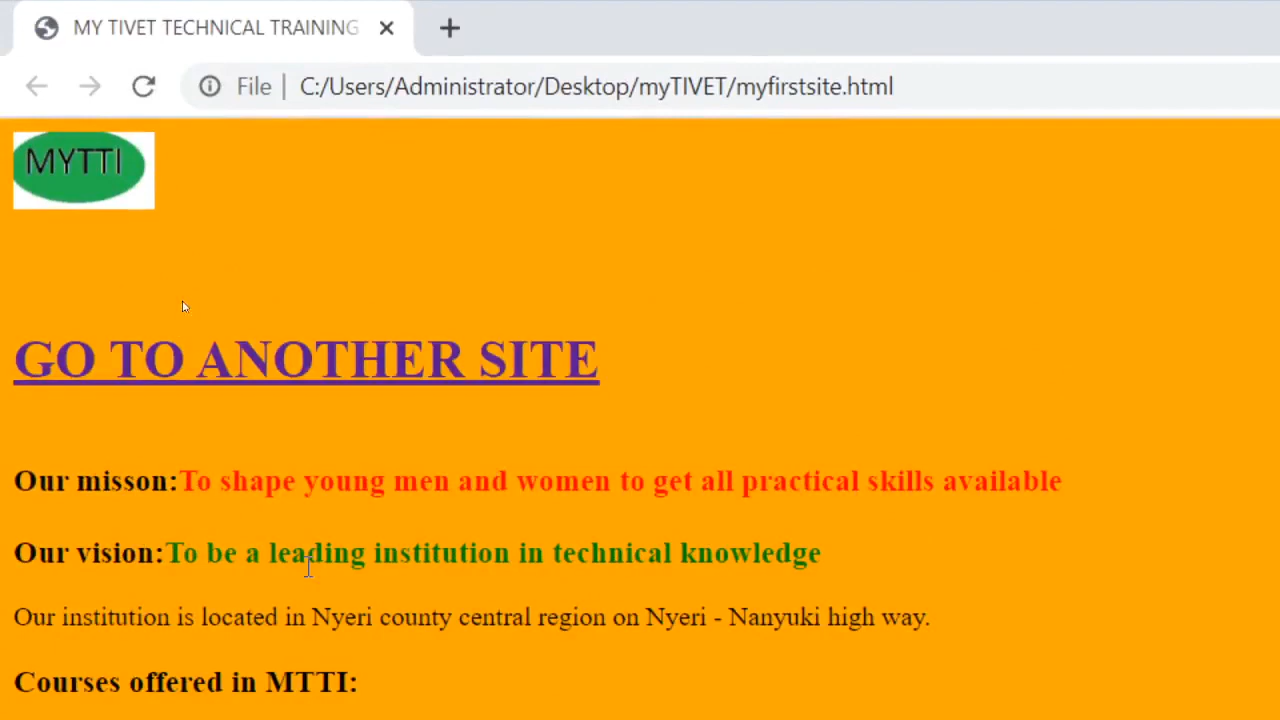 MY TIVET TECHNICAL TRAINING
File | C:/Users/Administrator/Desktop/myTIVET/myfirstsite.html
MYTTI
GO TO ANOTHER SITE
Our misson:To shape young men and women to get all practical skills available
Our vision:To be a leading institution in technical knowledge
Our institution is located in Nyeri county central region on Nyeri - Nanyuki high way.
Courses offered in MTTI: